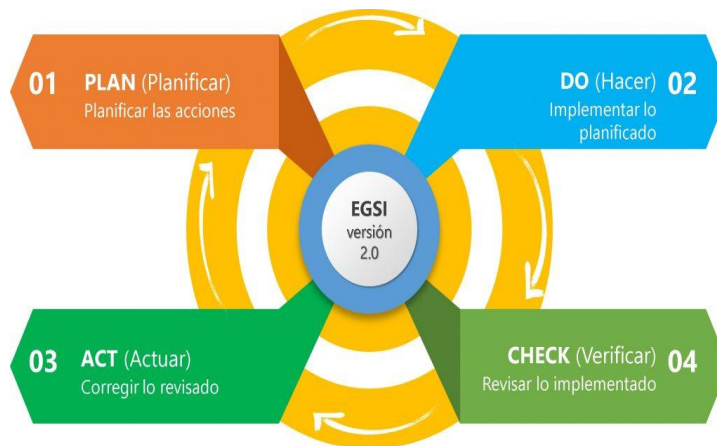 01 PLAN (Planificar)
Planificar las acciones
DO (Hacer) 02
Implementar lo
planificado
EGSI
versión
2.0
03 ACT (Actuar)
Corregir lo revisado
CHECK (Verificar) 04
Revisar lo implementado